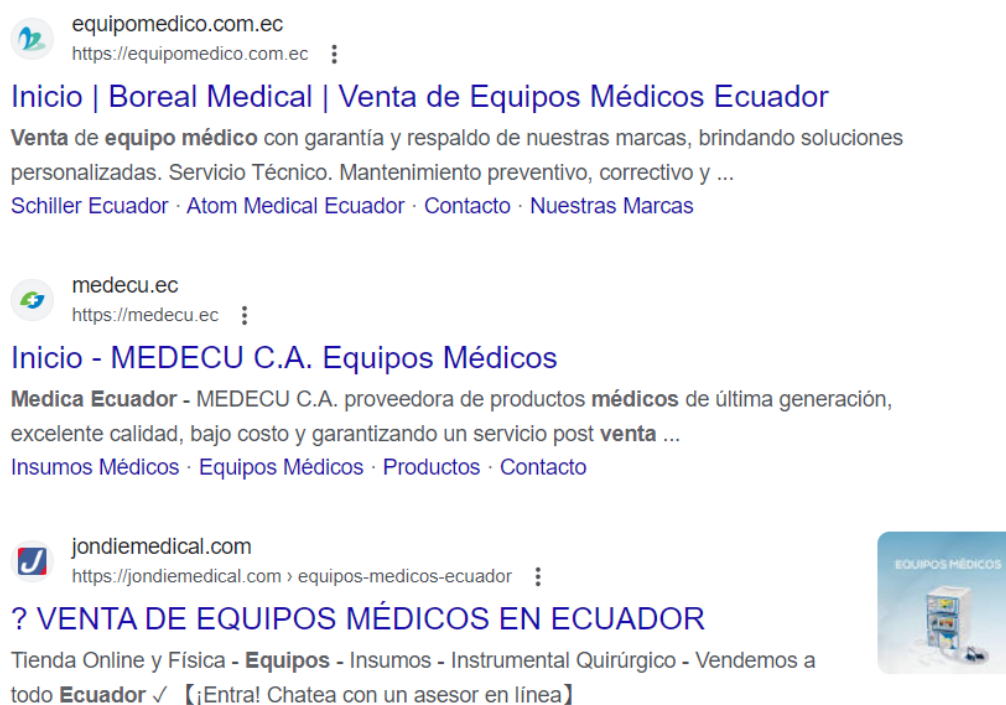 equipomedico.com.ec
https://equipomedico.com.ec
Inicio | Boreal Medical | Venta de Equipos Médicos Ecuador
Venta de equipo médico con garantía y respaldo de nuestras marcas, brindando soluciones
personalizadas. Servicio Técnico. Mantenimiento preventivo, correctivo y ...
Schiller Ecuador · Atom Medical Ecuador · Contacto · Nuestras Marcas
medecu.ec
https://medecu.ec
Inicio - MEDECU C.A. Equipos Médicos
Medica Ecuador - MEDECU C.A. proveedora de productos médicos de última generación,
excelente calidad, bajo costo y garantizando un servicio post venta ...
Insumos Médicos · Equipos Médicos · Productos · Contacto
J
jondiemedical.com
https://jondiemedical.com › equipos-medicos-ecuador
? VENTA DE EQUIPOS MÉDICOS EN ECUADOR
Tienda Online y Física - Equipos - Insumos - Instrumental Quirúrgico - Vendemos a
todo Ecuador ✓ 【¡Entra! Chatea con un asesor en línea】
EQUIPOS MÉDICOS